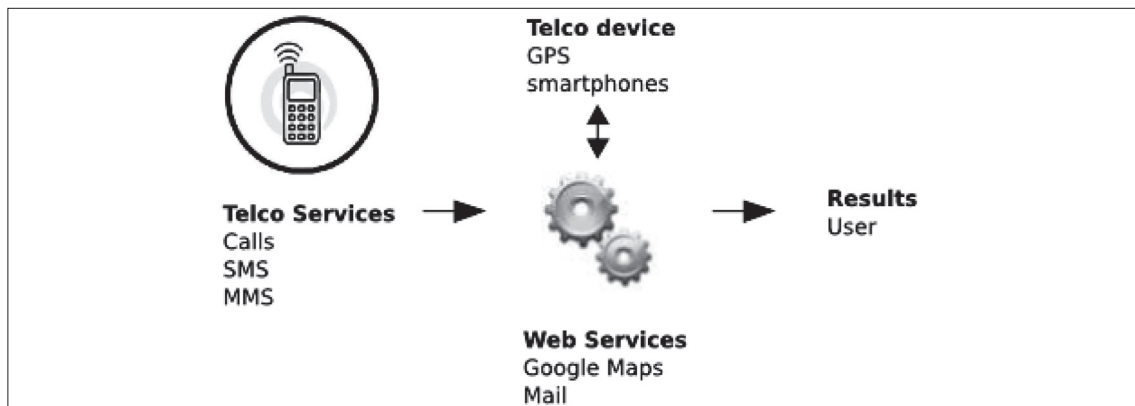 Telco device
GPS
smartphones
Telco Services
Calls
SMS
MMS
Results
User
Web Services
Google Maps
Mail